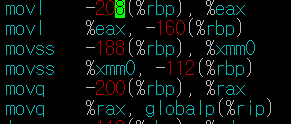 movl -208(%rbp), %eax
movl %eax, -160(%rbp)
movss -188(%rbp), %xmm0
movss %xmm0, -112(%rbp)
movq -200(%rbp), %rax
movq %rax, globalp(%rip)